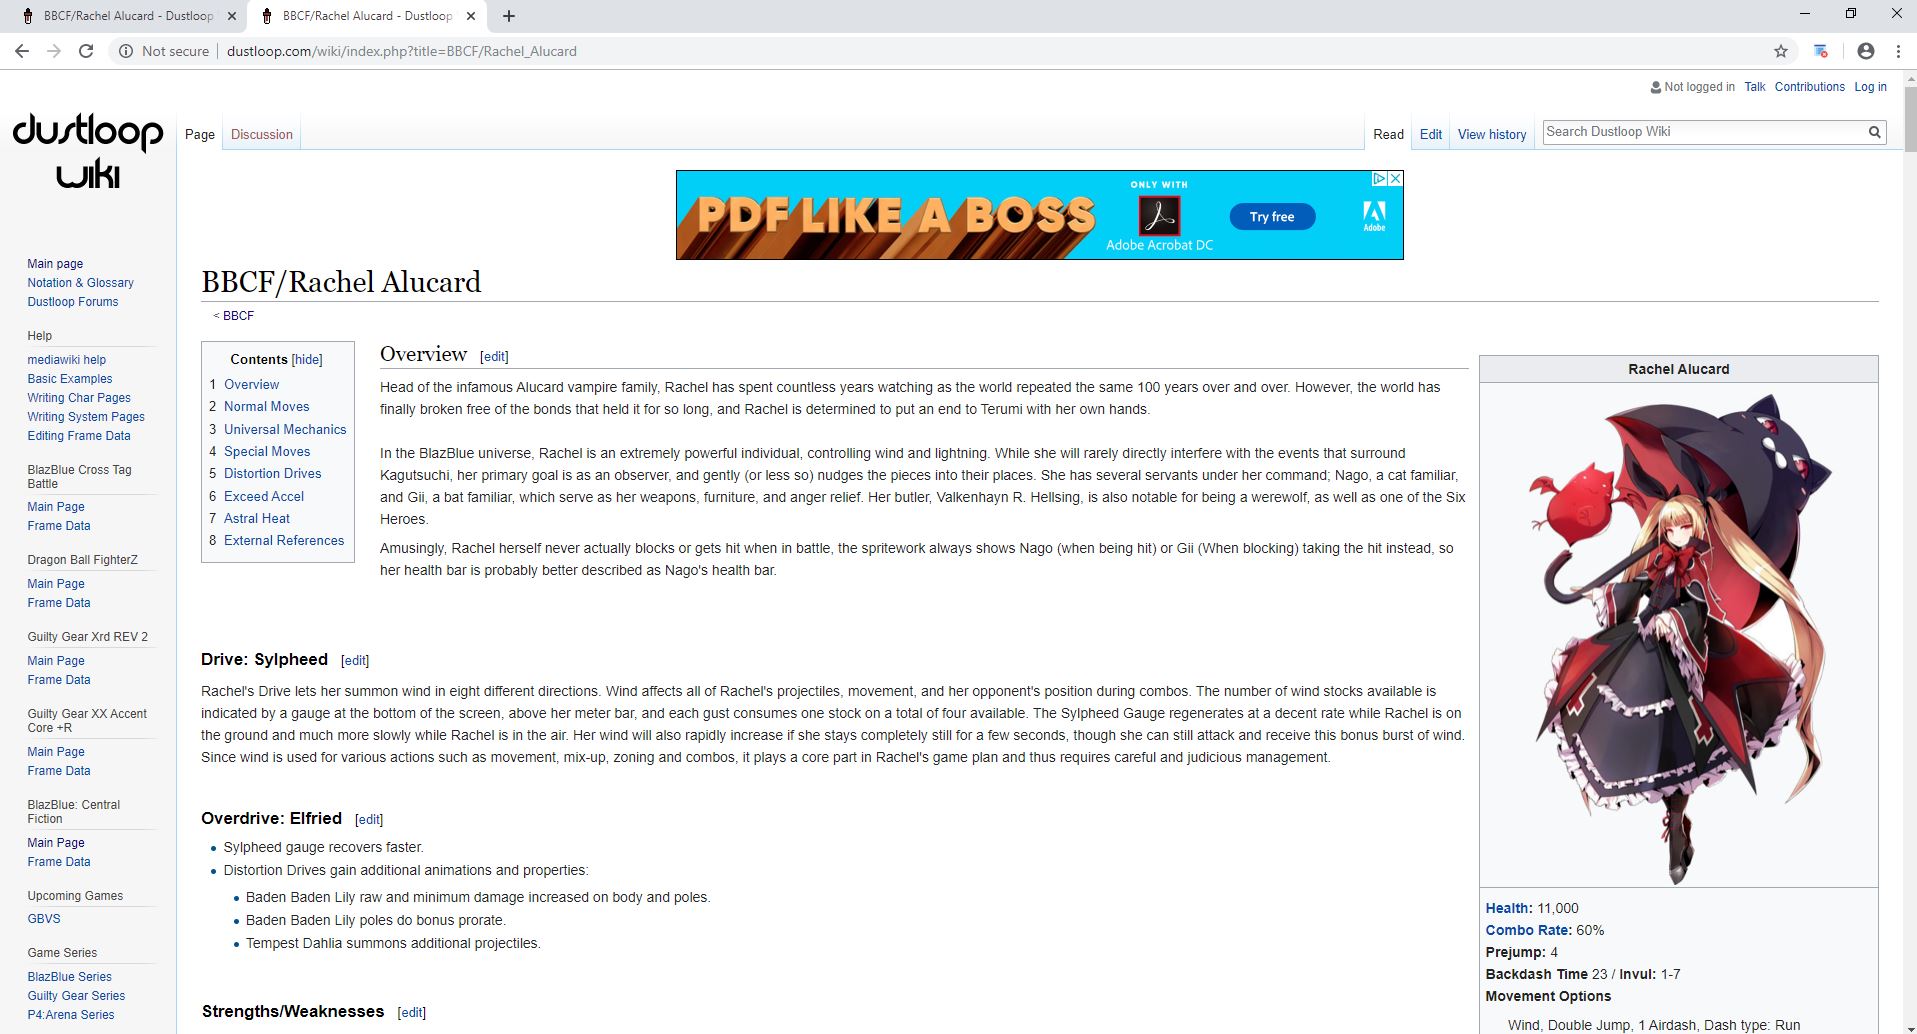 BBCF/Rachel Alucard - Dustloop
BBCF/Rachel Alucard - Dustloop
Not secure
dustloop.com/wiki/index.php?title=BBCF/Rachel_Alucard
Not logged in Talk Contributions Log in
dustloop
wiki
Page Discussion
Read Edit View history Search Dustloop Wiki
PDF LIKE A BOSS
ONLY WITH
Adobe Acrobat DC
Try free
Adobe
Main page
Notation & Glossary
Dustloop Forums
Help
mediawiki help
Basic Examples
Writing Char Pages
Writing System Pages
Editing Frame Data
BlazBlue Cross Tag
Battle
Main Page
Frame Data
Dragon Ball FighterZ
Main Page
Frame Data
Guilty Gear Xrd REV 2
Main Page
Frame Data
Guilty Gear XX Accent
Core +R
Main Page
Frame Data
BlazBlue: Central
Fiction
Main Page
Frame Data
Upcoming Games
GBVS
Game Series
BlazBlue Series
Guilty Gear Series
P4:Arena Series
BBCF/Rachel Alucard
< BBCF
Contents [hide]
1 Overview
2 Normal Moves
3 Universal Mechanics
4 Special Moves
5 Distortion Drives
6 Exceed Accel
7 Astral Heat
8 External References
Overview [edit]
Head of the infamous Alucard vampire family, Rachel has spent countless years watching as the world repeated the same 100 years over and over. However, the world has
finally broken free of the bonds that held it for so long, and Rachel is determined to put an end to Terumi with her own hands.
In the BlazBlue universe, Rachel is an extremely powerful individual, controlling wind and lightning. While she will rarely directly interfere with the events that surround
Kagutsuchi, her primary goal is as an observer, and gently (or less so) nudges the pieces into their places. She has several servants under her command; Nago, a cat familiar,
and Gii, a bat familiar, which serve as her weapons, furniture, and anger relief. Her butler, Valkenhayn R. Hellsing, is also notable for being a werewolf, as well as one of the Six
Heroes.
Amusingly, Rachel herself never actually blocks or gets hit when in battle, the spritework always shows Nago (when being hit) or Gii (When blocking) taking the hit instead, so
her health bar is probably better described as Nago's health bar.
Drive: Sylpheed [edit]
Rachel's Drive lets her summon wind in eight different directions. Wind affects all of Rachel's projectiles, movement, and her opponent's position during combos. The number of wind stocks available is
indicated by a gauge at the bottom of the screen, above her meter bar, and each gust consumes one stock on a total of four available. The Sylpheed Gauge regenerates at a decent rate while Rachel is on
the ground and much more slowly while Rachel is in the air. Her wind will also rapidly increase if she stays completely still for a few seconds, though she can still attack and receive this bonus burst of wind.
Since wind is used for various actions such as movement, mix-up, zoning and combos, it plays a core part in Rachel's game plan and thus requires careful and judicious management.
Overdrive: Elfried [edit]
Sylpheed gauge recovers faster.
Distortion Drives gain additional animations and properties:
Baden Baden Lily raw and minimum damage increased on body and poles.
Baden Baden Lily poles do bonus prorate.
Tempest Dahlia summons additional projectiles.
Strengths/Weaknesses [edit]
Rachel Alucard
Health: 11,000
Combo Rate: 60%
Prejump: 4
Backdash Time 23 / Invul: 1-7
Movement Options
Wind, Double Jump, 1 Airdash, Dash type: Run